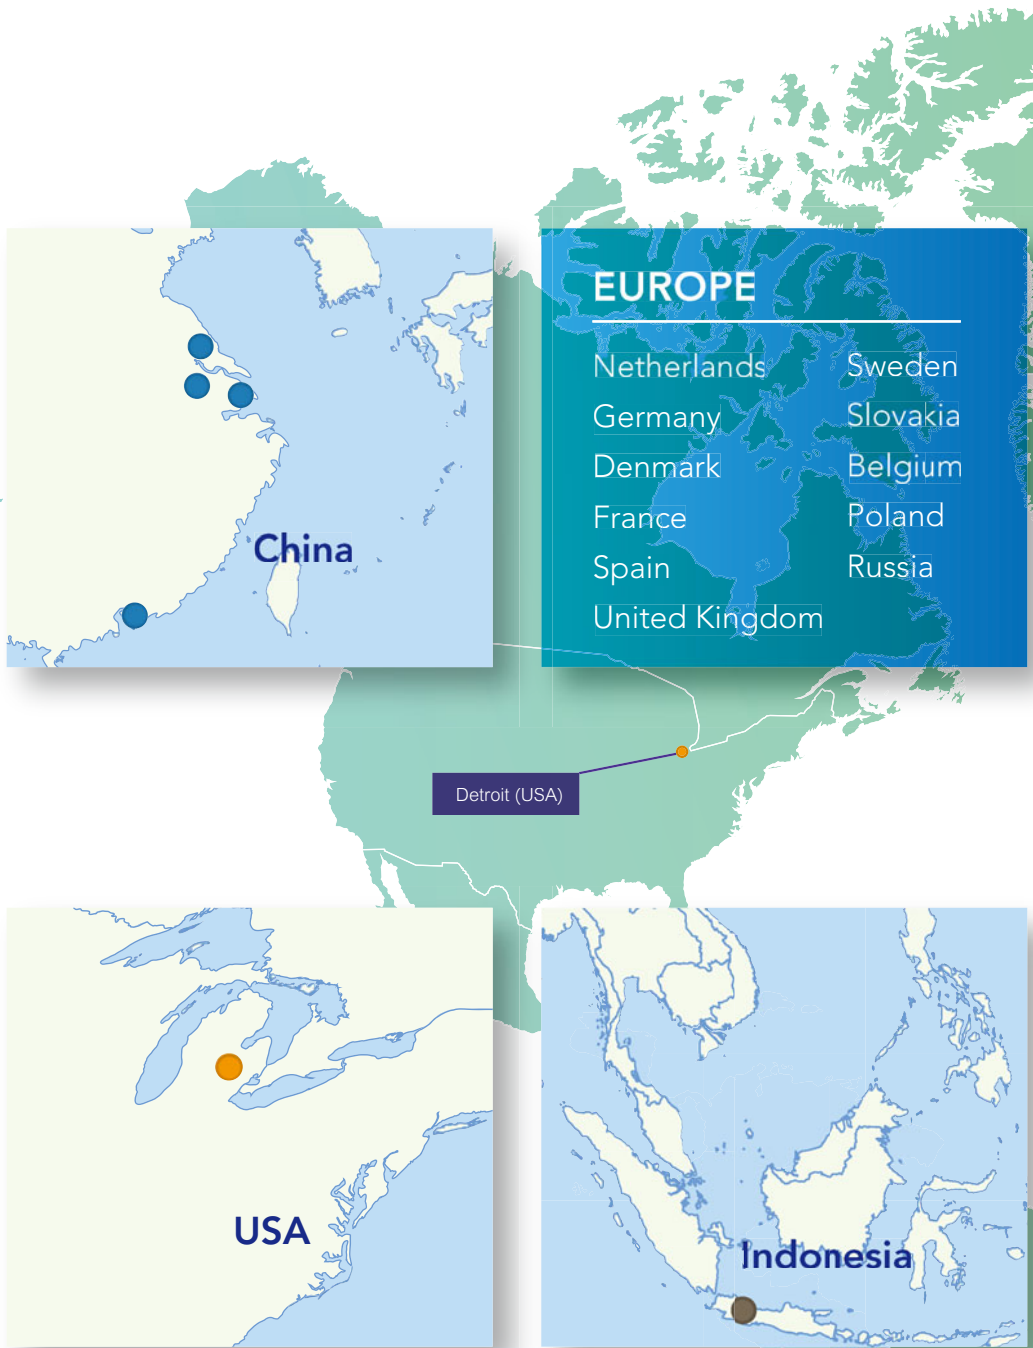 China
EUROPE
Netherlands
Germany
Denmark
France
Spain
United Kingdom
Sweden
Slovakia
Belgium
Poland
Russia
Detroit (USA)
USA
Indonesia